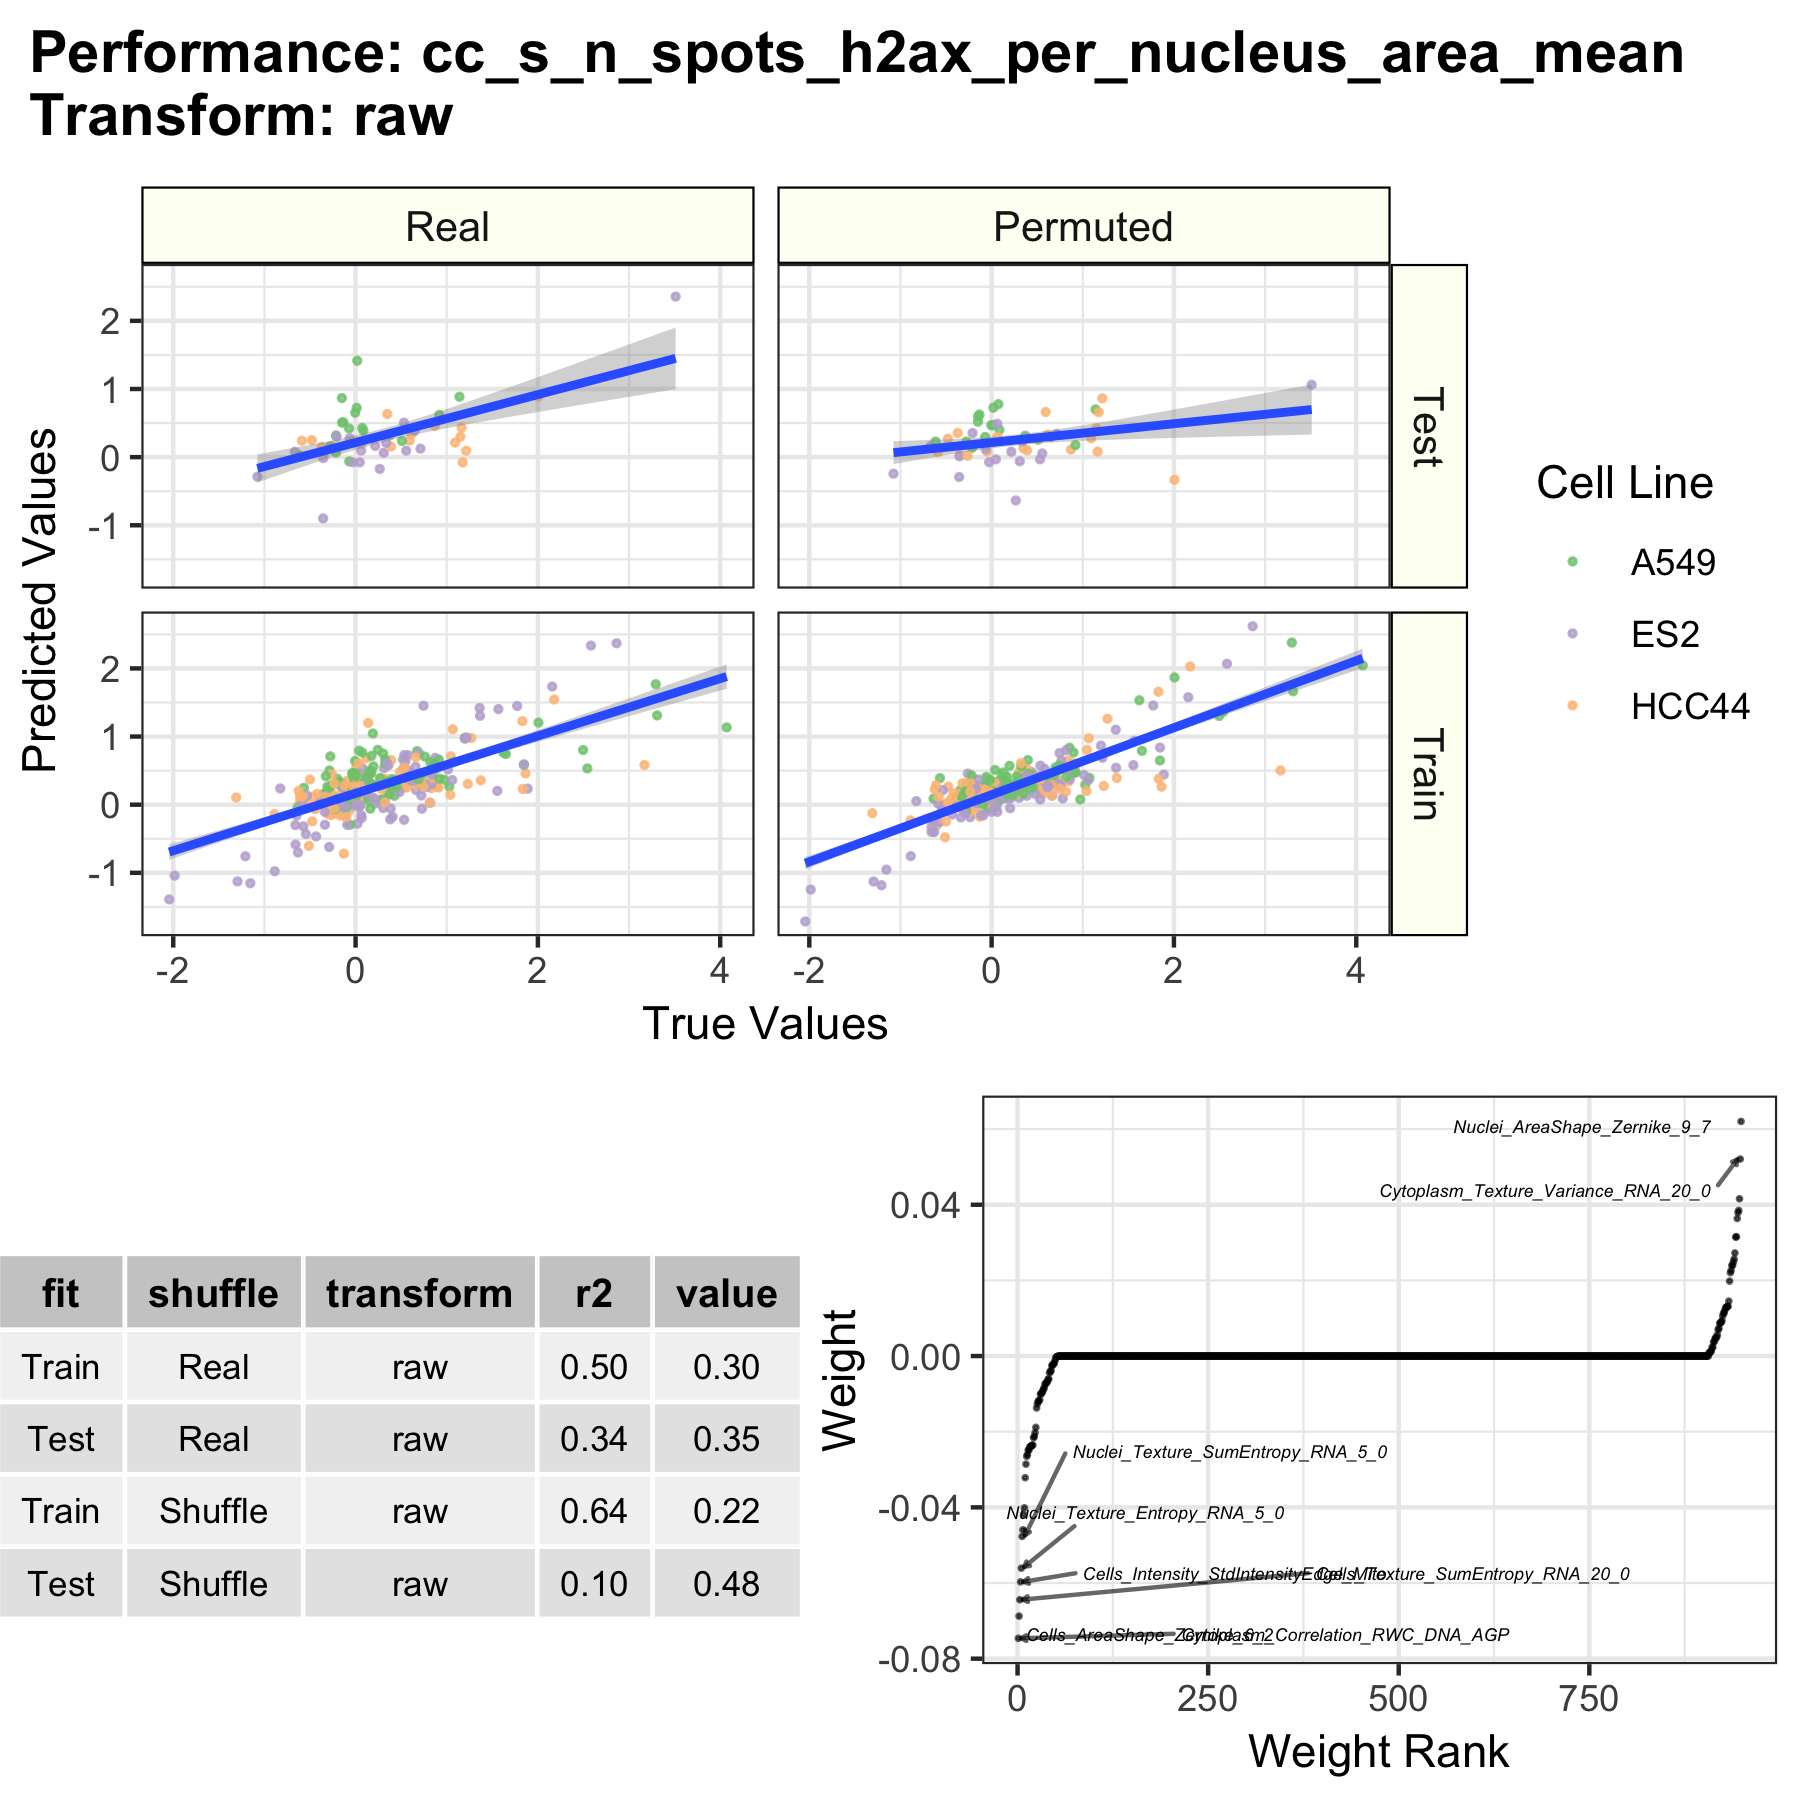 Performance: cc_s_n_spots_h2ax_per_nucleus_area_mean
Transform: raw
Real
Permuted
Test
Train
Predicted Values
2
1
0
-1
2
1
0
-1
-2
0
2
4
-2
0
2
4
True Values
Cell Line
A549
ES2
HCC44
fit shuffle transform r2 value
Train Real raw 0.50 0.30
Test Real raw 0.34 0.35
Train Shuffle raw 0.64 0.22
Test Shuffle raw 0.10 0.48
Weight
0.04
0.00
-0.04
-0.08
Nuclei_AreaShape_Zernike_9_7
Cytoplasm_Texture_Variance_RNA_20_0
Nuclei_Texture_SumEntropy_RNA_5_0
Nuclei_Texture_Entropy_RNA_5_0
Cells_Intensity_StdIntensityEdge_Mito
Cells_Texture_SumEntropy_RNA_20_0
Cells_AreaShape_Zernike_6_2
Cytoplasm_Correlation_RWC_DNA_AGP
0
250
500
750
Weight Rank